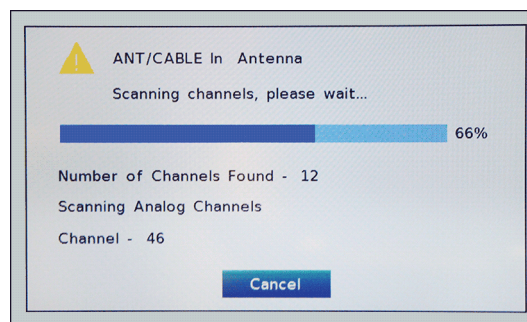 ANT/CABLE In Antenna
Scanning channels, please wait...
66%
Number of Channels Found - 12
Scanning Analog Channels
Channel - 46
Cancel